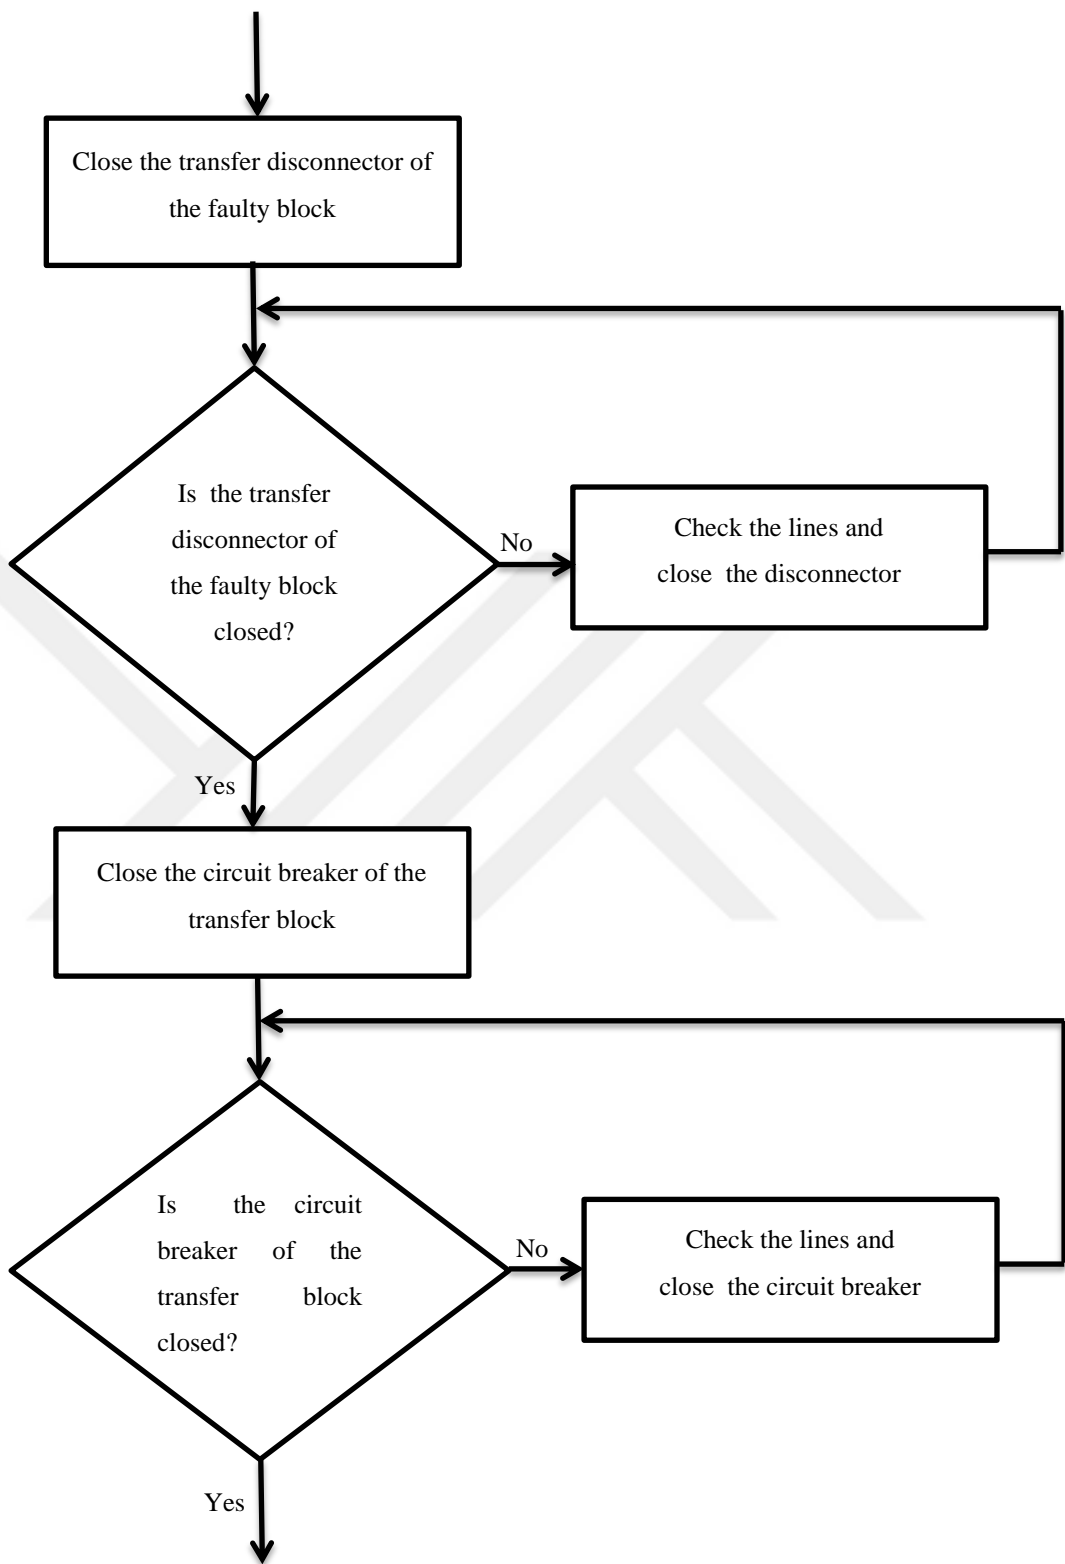 Close the transfer disconnector of
the faulty block
Is the transfer
disconnector of
the faulty block
closed?
No
Check the lines and
close the disconnector
Yes
Close the circuit breaker of the
transfer block
Is the circuit
breaker of the
transfer block
closed?
No
Check the lines and
close the circuit breaker
Yes